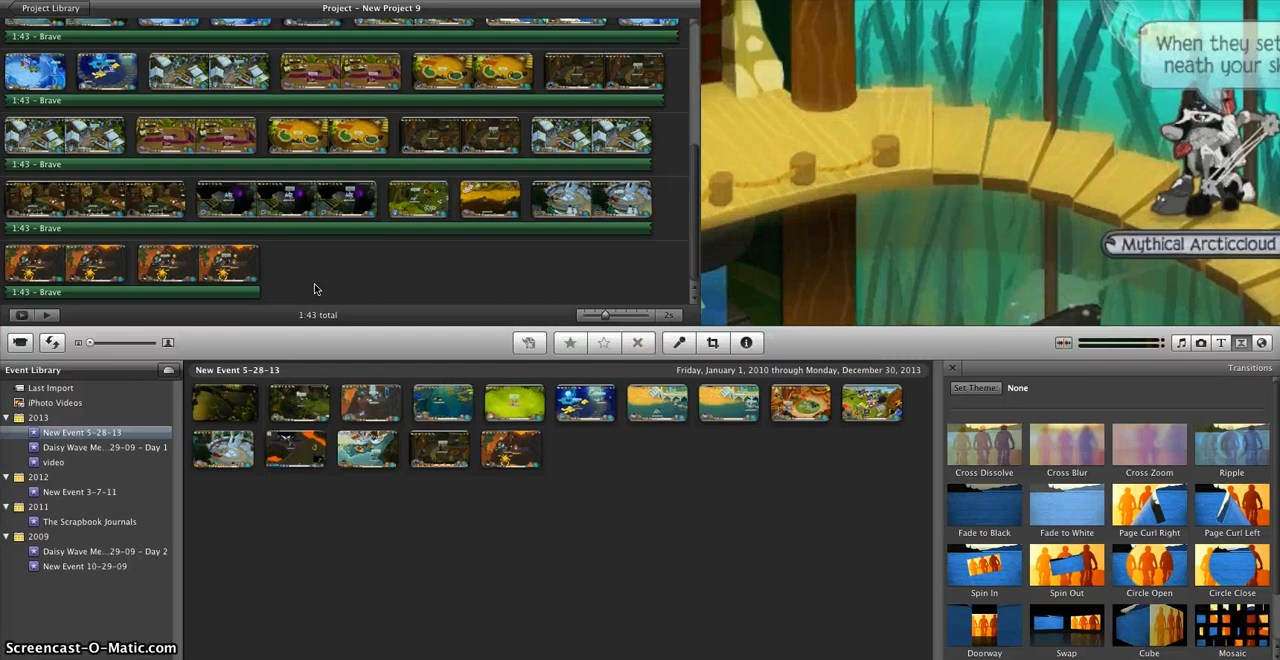 Project Library
Project - New Project 9
1:43 - Brave
1:43 - Brave
1:43 - Brave
1:43 - Brave
1:43 - Brave
When they set
neath your sk
Mythical Arcticcloud
1:43 total
2s
Event Library
New Event 5-28-13
Friday, January 1, 2010 through Monday, December 30, 2013
Transitions
Last Import
iPhoto Videos
2013
New Event 5-28-13
Daisy Wave Me...29-09 - Day 1
video
2012
New Event 3-7-11
2011
The Scrapbook Journals
2009
Daisy Wave Me...29-09 - Day 2
New Event 10-29-09
Set Theme: None
Cross Dissolve
Cross Blur
Cross Zoom
Ripple
Fade to Black
Fade to White
Page Curl Right
Page Curl Left
Spin In
Spin Out
Circle Open
Circle Close
Doorway
Swap
Cube
Mosaic
Screencast-O-Matic.com